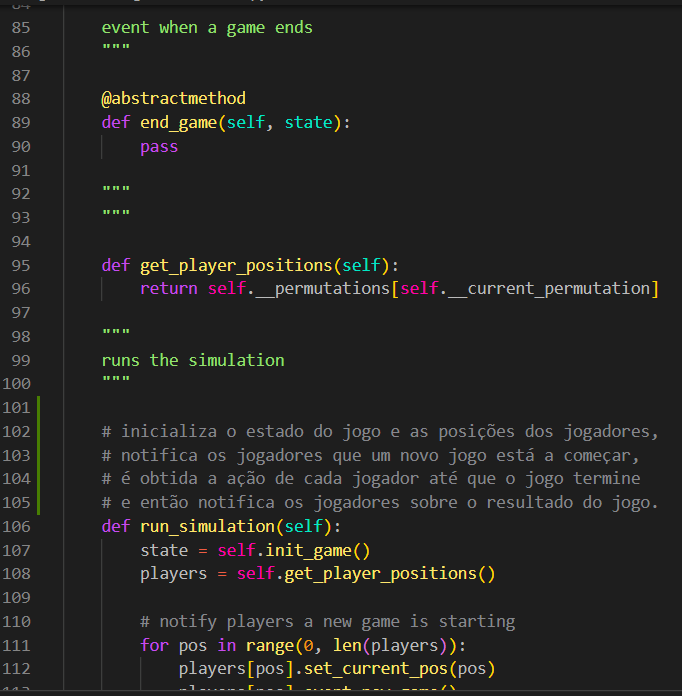 85 event when a game ends
86 """
87
88 @abstractmethod
89 def end_game(self, state):
90 pass
91
92 """
93 """
94
95 def get_player_positions(self):
96 return self.__permutations[self.__current_permutation]
97
98 """
99 runs the simulation
100 """
101
102 # inicializa o estado do jogo e as posições dos jogadores,
103 # notifica os jogadores que um novo jogo está a começar,
104 # é obtida a ação de cada jogador até que o jogo termine
105 # e então notifica os jogadores sobre o resultado do jogo.
106 def run_simulation(self):
107 state = self.init_game()
108 players = self.get_player_positions()
109
110 # notify players a new game is starting
111 for pos in range(0, len(players)):
112 players[pos].set_current_pos(pos)